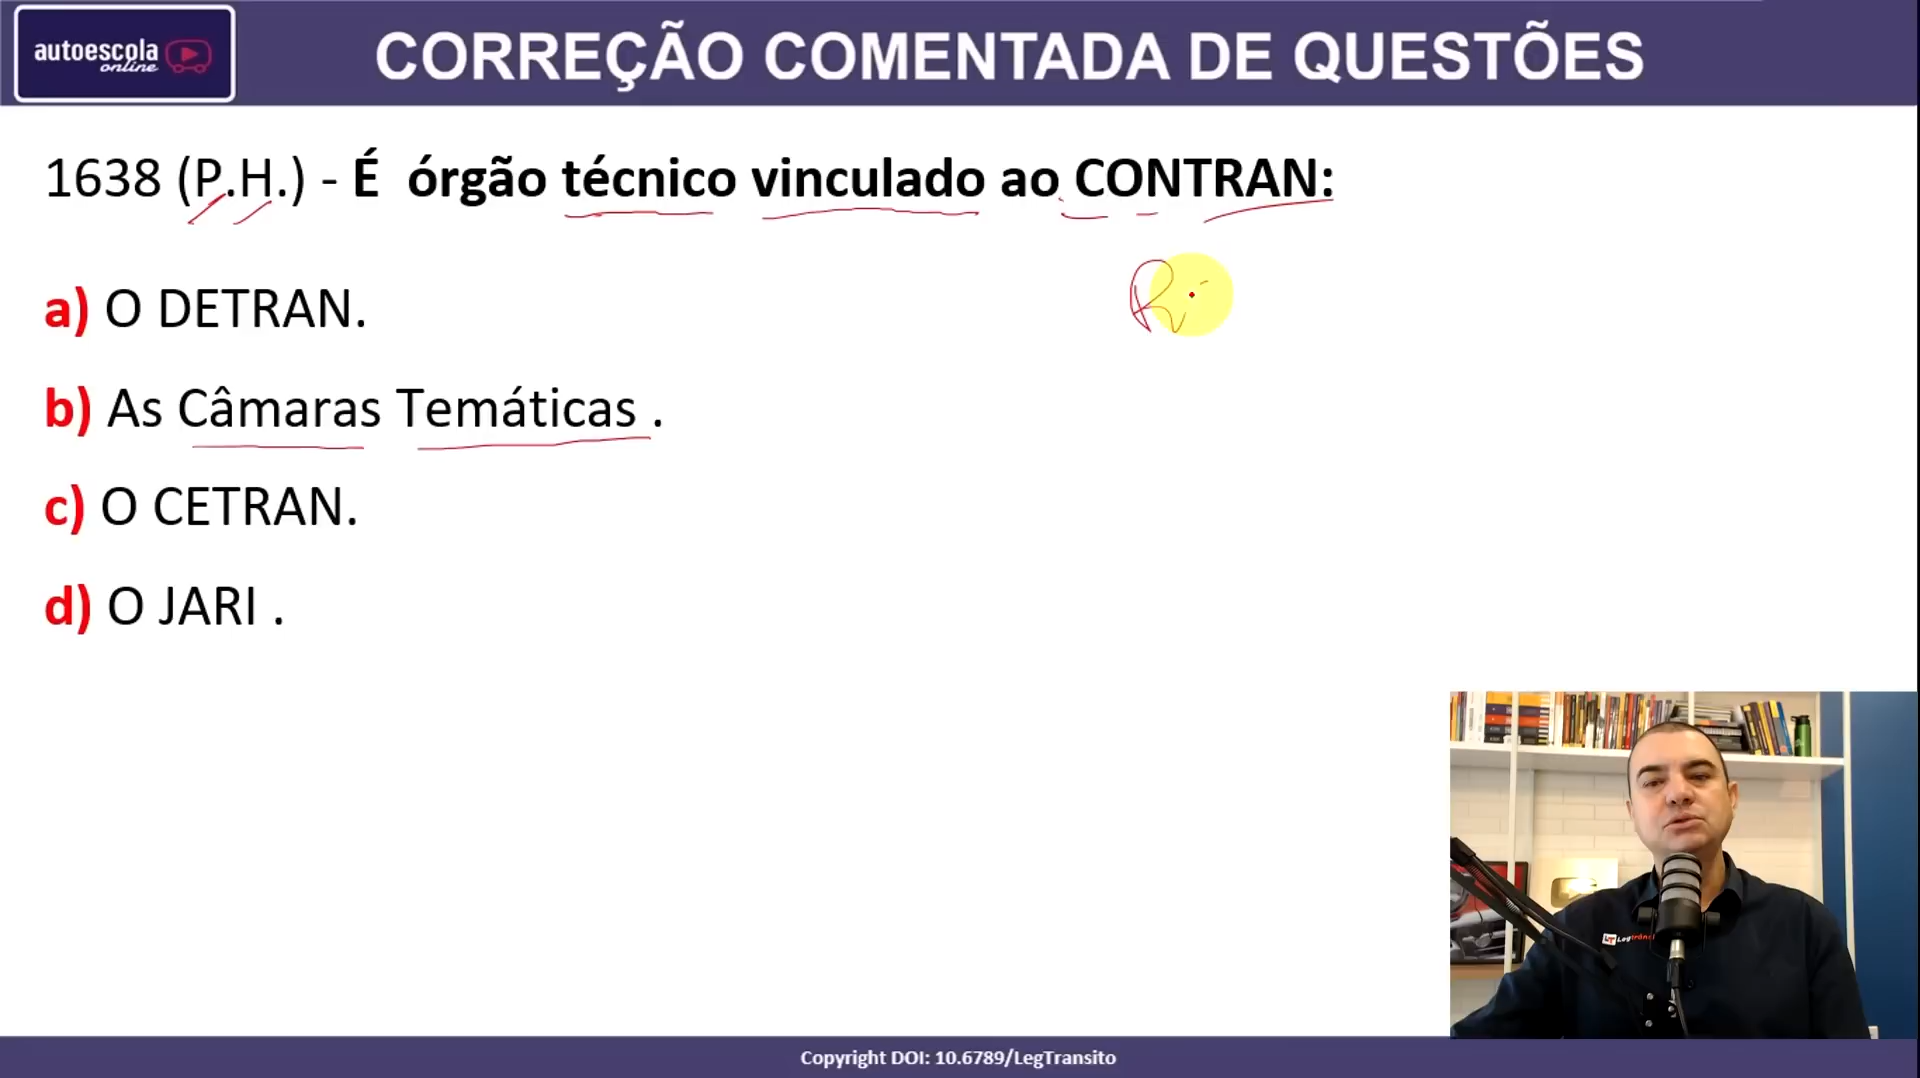 autoescola
online
CORREÇÃO COMENTADA DE QUESTÕES
1638 (P.H.) - É órgão técnico vinculado ao CONTRAN:
a) O DETRAN.
b) As Câmaras Temáticas .
c) O CETRAN.
d) O JARI .
Copyright DOI: 10.6789/LegTransito